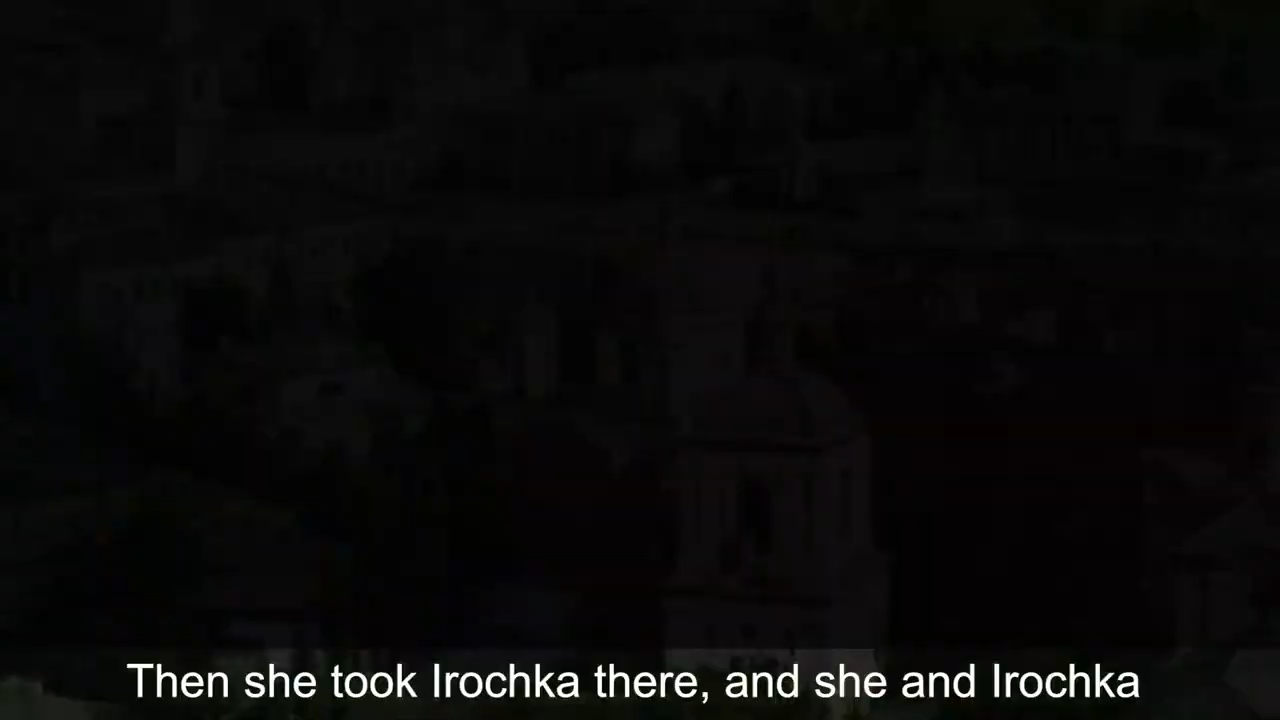 Then she took Irochka there, and she and Irochka